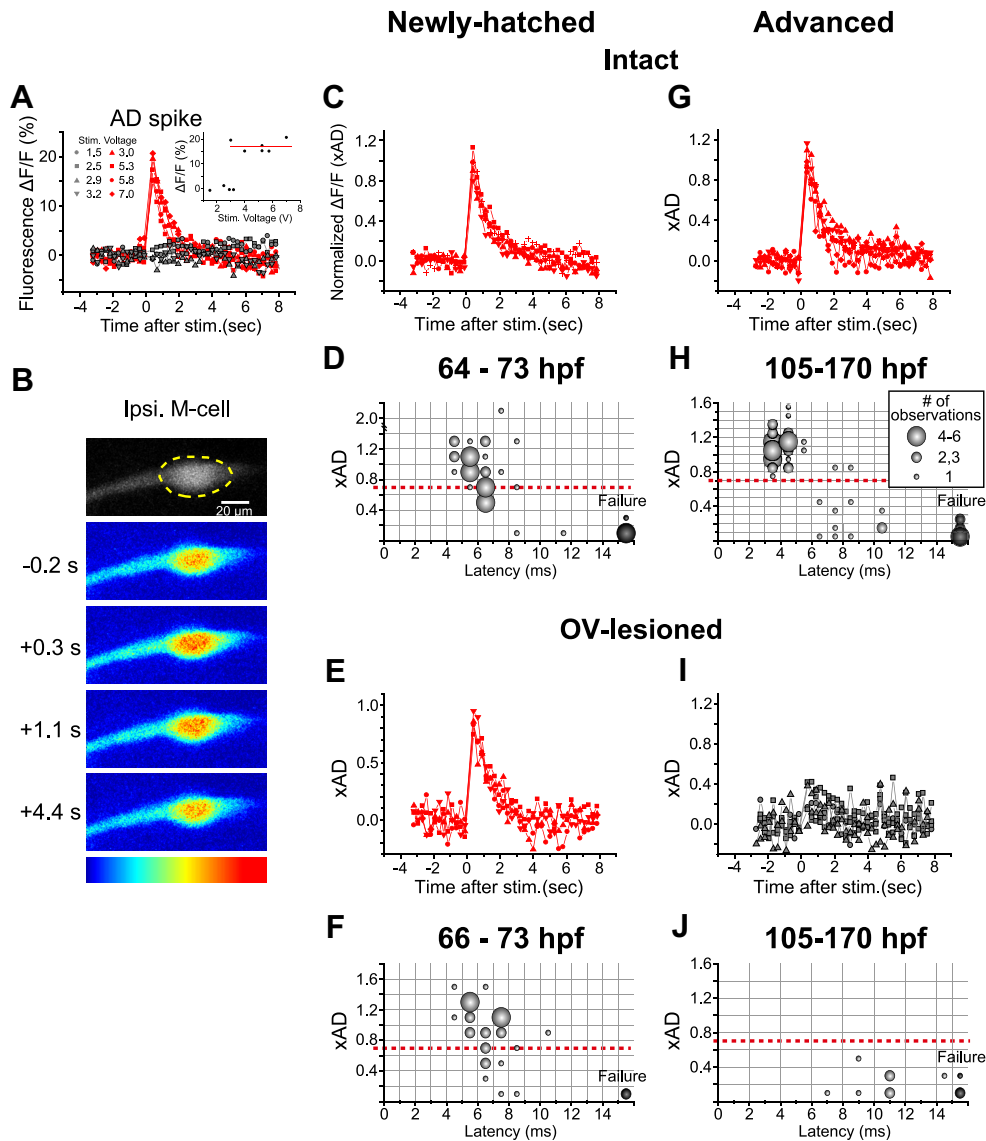 Newly-hatched
Advanced
Intact
A
AD spike
Fluorescence ΔF/F (%)
20
10
0
Stim. Voltage
1.5 3.0
2.5 5.3
2.9 5.8
3.2 7.0
ΔF/F (%)
20
10
0
2 4 6 8
Stim. Voltage (V)
-4 -2 0 2 4 6 8
Time after stim.(sec)
B
Ipsi. M-cell
20 µm
-0.2 s
+0.3 s
+1.1 s
+4.4 s
C
Normalized ΔF/F (xAD)
1.2
0.8
0.4
0.0
-4 -2 0 2 4 6 8
Time after stim.(sec)
G
xAD
1.2
0.8
0.4
0.0
-4 -2 0 2 4 6 8
Time after stim.(sec)
D
64 - 73 hpf
xAD
2.0
1.6
1.2
0.8
0.4
Failure
0 2 4 6 8 10 12 14
Latency (ms)
H
105-170 hpf
xAD
1.6
1.2
0.8
0.4
# of
observations
4-6
2,3
1
Failure
0 2 4 6 8 10 12 14
Latency (ms)
OV-lesioned
E
xAD
1.0
0.5
0.0
-4 -2 0 2 4 6 8
Time after stim.(sec)
I
xAD
1.2
0.8
0.4
0.0
-4 -2 0 2 4 6 8
Time after stim.(sec)
F
66 - 73 hpf
xAD
1.6
1.2
0.8
0.4
Failure
0 2 4 6 8 10 12 14
Latency (ms)
J
105-170 hpf
xAD
1.6
1.2
0.8
0.4
Failure
0 2 4 6 8 10 12 14
Latency (ms)